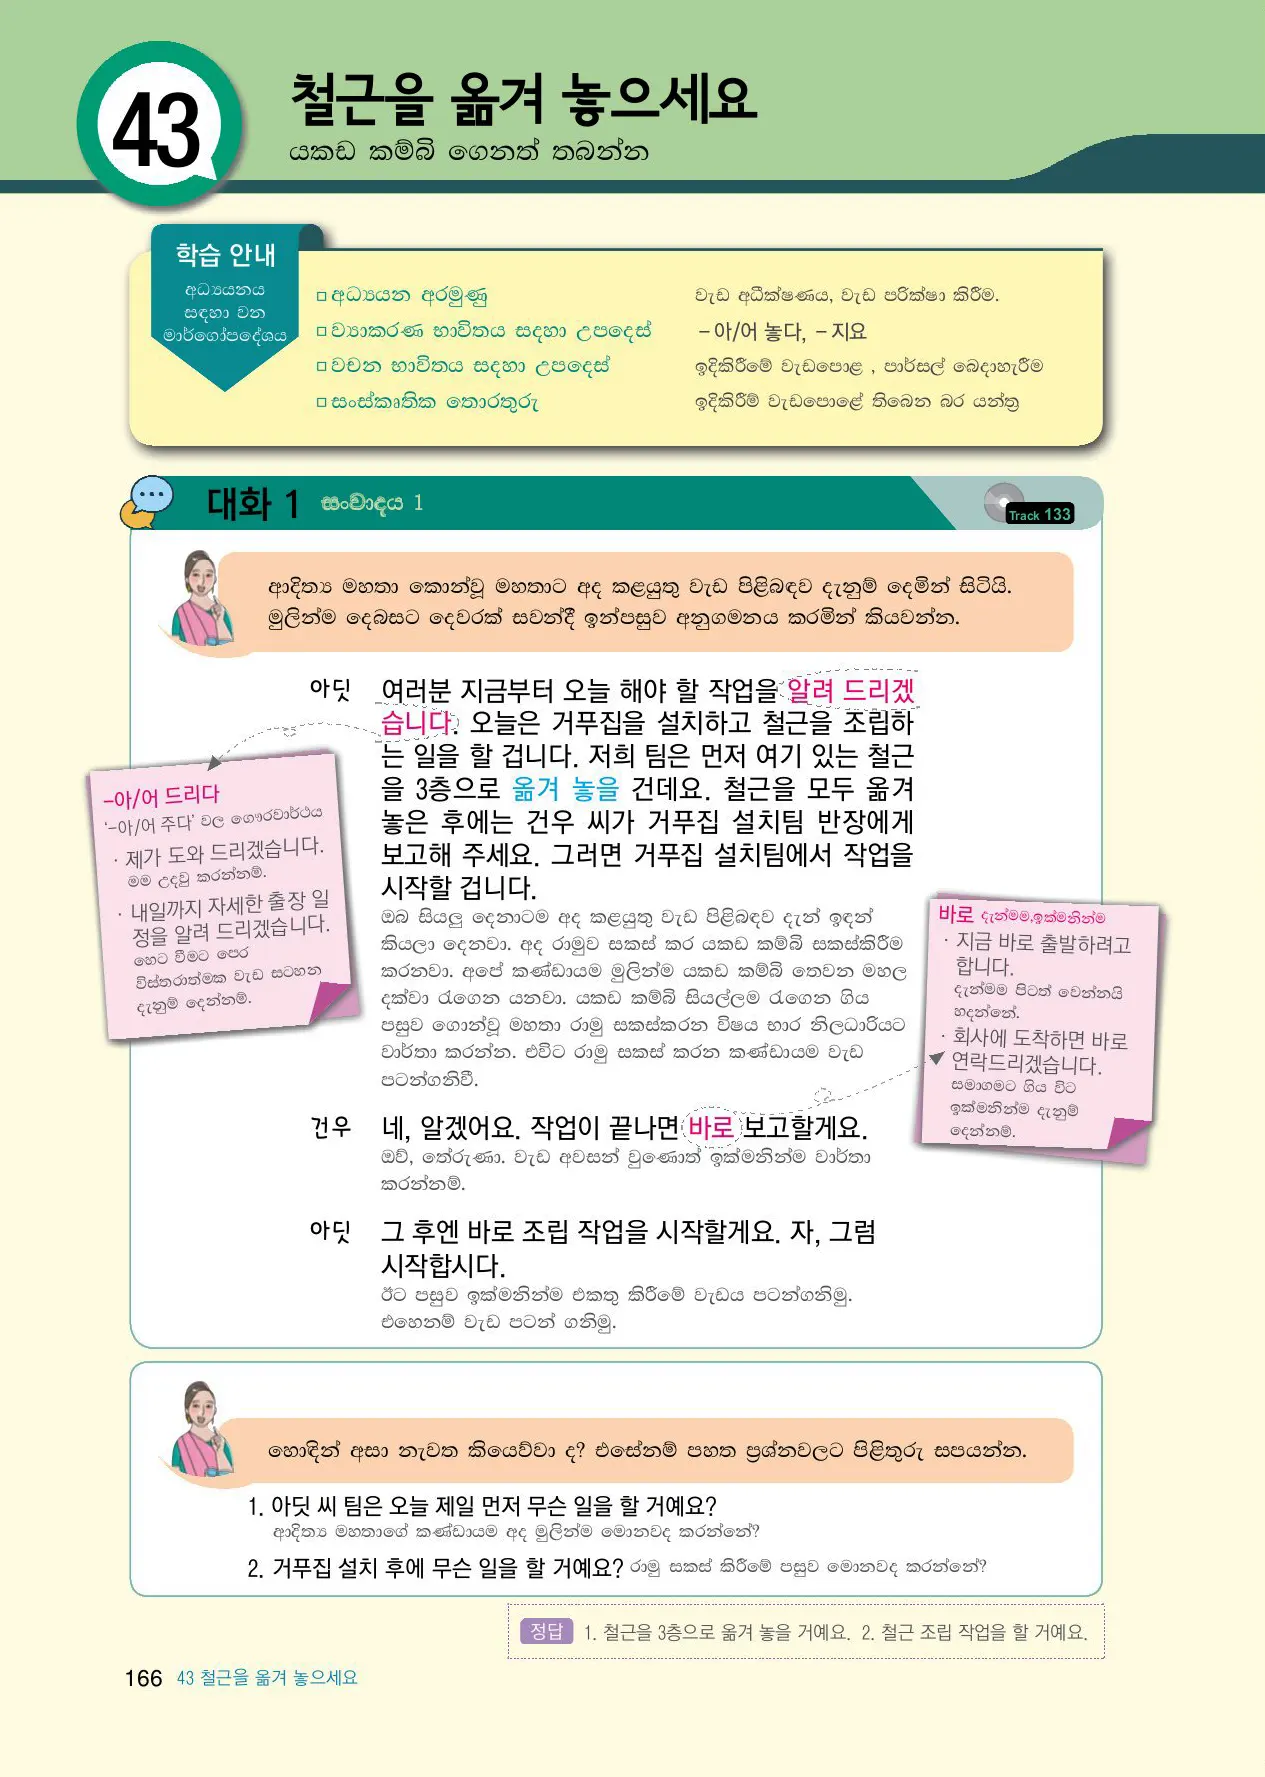 43
철근을 옮겨 놓으세요
යකඩ කම්බි ගෙනත් තබන්න
학습 안내
අධ්‍යයනය
සඳහා වන
මාර්ගෝපදේශය
□ අධ්‍යයන අරමුණු
වැඩ අධීක්ෂණය, වැඩ පරික්ෂා කිරීම.
□ ව්‍යාකරණ භාවිතය සදහා උපදෙස්
– 아/어 놓다, – 지요
□ වචන භාවිතය සදහා උපදෙස්
ඉදිකිරීමේ වැඩපොළ , පාර්සල් බෙදාහැරීම
□ සංස්කෘතික තොරතුරු
ඉදිකිරීම් වැඩපොළේ තිබෙන බර යන්ත්‍ර
대화 1 සංවාදය 1
Track 133
ආදිත්‍ය මහතා කොන්වූ මහතාට අද කළයුතු වැඩ පිළිබඳව දැනුම් දෙමින් සිටියි.
මුලින්ම දෙබසට දෙවරක් සවන්දී ඉන්පසුව අනුගමනය කරමින් කියවන්න.
아딧 여러분 지금부터 오늘 해야 할 작업을 알려 드리겠
습니다. 오늘은 거푸집을 설치하고 철근을 조립하
는 일을 할 겁니다. 저희 팀은 먼저 여기 있는 철근
을 3층으로 옮겨 놓을 건데요. 철근을 모두 옮겨
놓은 후에는 건우 씨가 거푸집 설치팀 반장에게
보고해 주세요. 그러면 거푸집 설치팀에서 작업을
시작할 겁니다.
ඔබ සියලු දෙනාටම අද කළයුතු වැඩ පිළිබඳව දැන් ඉඳන්
කියලා දෙනවා. අද රාමුව සකස් කර යකඩ කම්බි සකස්කිරීම
කරනවා. අපේ කණ්ඩායම මුලින්ම යකඩ කම්බි තෙවන මහල
දක්වා රැගෙන යනවා. යකඩ කම්බි සියල්ලම රැගෙන ගිය
පසුව ගොන්වූ මහතා රාමු සකස්කරන විෂය භාර නිලධාරියට
වාර්තා කරන්න. එවිට රාමු සකස් කරන කණ්ඩායම වැඩ
පටන්ගනිවී.
건우 네, 알겠어요. 작업이 끝나면 바로 보고할게요.
ඔව්, තේරුණා. වැඩ අවසන් වුණොත් ඉක්මනින්ම වාර්තා
කරන්නම්.
아딧 그 후엔 바로 조립 작업을 시작할게요. 자, 그럼
시작합시다.
ඊට පසුව ඉක්මනින්ම එකතු කිරීමේ වැඩය පටන්ගනිමු.
එහෙනම් වැඩ පටන් ගනිමු.
–아/어 드리다
‘–아/어 주다’ වල ගෞරවාර්ථය
· 제가 도와 드리겠습니다.
මම උදවු කරන්නම්.
· 내일까지 자세한 출장 일
정을 알려 드리겠습니다.
හෙට වීමට පෙර
විස්තරාත්මක වැඩ සටහන
දැනුම් දෙන්නම්.
바로 දැන්මම,ඉක්මනින්ම
· 지금 바로 출발하려고
합니다.
දැන්මම පිටත් වෙන්නයි
හදන්නේ.
· 회사에 도착하면 바로
연락드리겠습니다.
සමාගමට ගිය විට
ඉක්මනින්ම දැනුම්
දෙන්නම්.
හොඳින් අසා නැවත කියෙව්වා ද? එසේනම් පහත ප්‍රශ්නවලට පිළිතුරු සපයන්න.
1. 아딧 씨 팀은 오늘 제일 먼저 무슨 일을 할 거예요?
ආදිත්‍ය මහතාගේ කණ්ඩායම අද මුලින්ම මොනවද කරන්නේ?
2. 거푸집 설치 후에 무슨 일을 할 거예요? රාමු සකස් කිරීමේ පසුව මොනවද කරන්නේ?
정답 1. 철근을 3층으로 옮겨 놓을 거예요. 2. 철근 조립 작업을 할 거예요.
166 43 철근을 옮겨 놓으세요